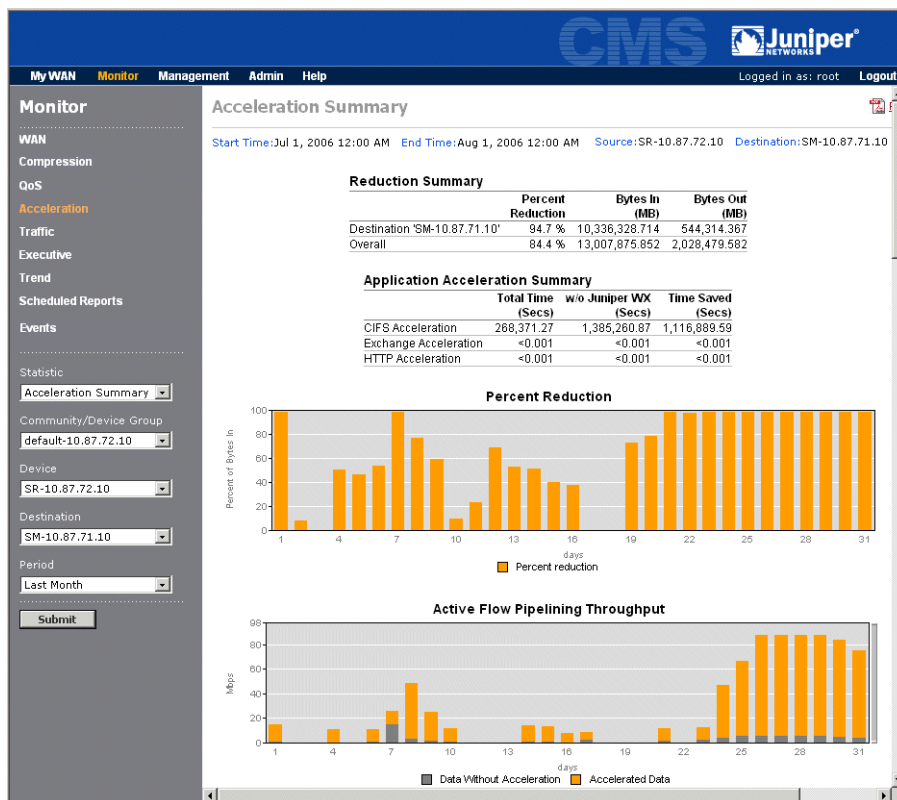 CMS
Juniper®
NETWORKS
My WAN Monitor Management Admin Help Logged in as: root Logout
Monitor
WAN
Compression
QoS
Acceleration
Traffic
Executive
Trend
Scheduled Reports
Events
Statistic
Acceleration Summary
Community/Device Group
default-10.87.72.10
Device
SR-10.87.72.10
Destination
SM-10.87.71.10
Period
Last Month
Submit
Acceleration Summary
Start Time:Jul 1, 2006 12:00 AM End Time:Aug 1, 2006 12:00 AM Source:SR-10.87.72.10 Destination:SM-10.87.71.10
Reduction Summary
Percent Bytes In Bytes Out
Reduction (MB) (MB)
Destination 'SM-10.87.71.10' 94.7 % 10,336,328.714 544,314.367
Overall 84.4 % 13,007,875.852 2,028,479.582
Application Acceleration Summary
Total Time w/o Juniper WX Time Saved
(Secs) (Secs) (Secs)
CIFS Acceleration 268,371.27 1,385,260.87 1,116,889.59
Exchange Acceleration <0.001 <0.001 <0.001
HTTP Acceleration <0.001 <0.001 <0.001
Percent Reduction
Percent of Bytes In
100
80
60
40
20
0
1 4 7 10 13 16 19 22 25 28 31
days
Percent reduction
Active Flow Pipelining Throughput
Mbps
98
80
60
40
20
0
1 4 7 10 13 16 19 22 25 28 31
days
Data Without Acceleration Accelerated Data